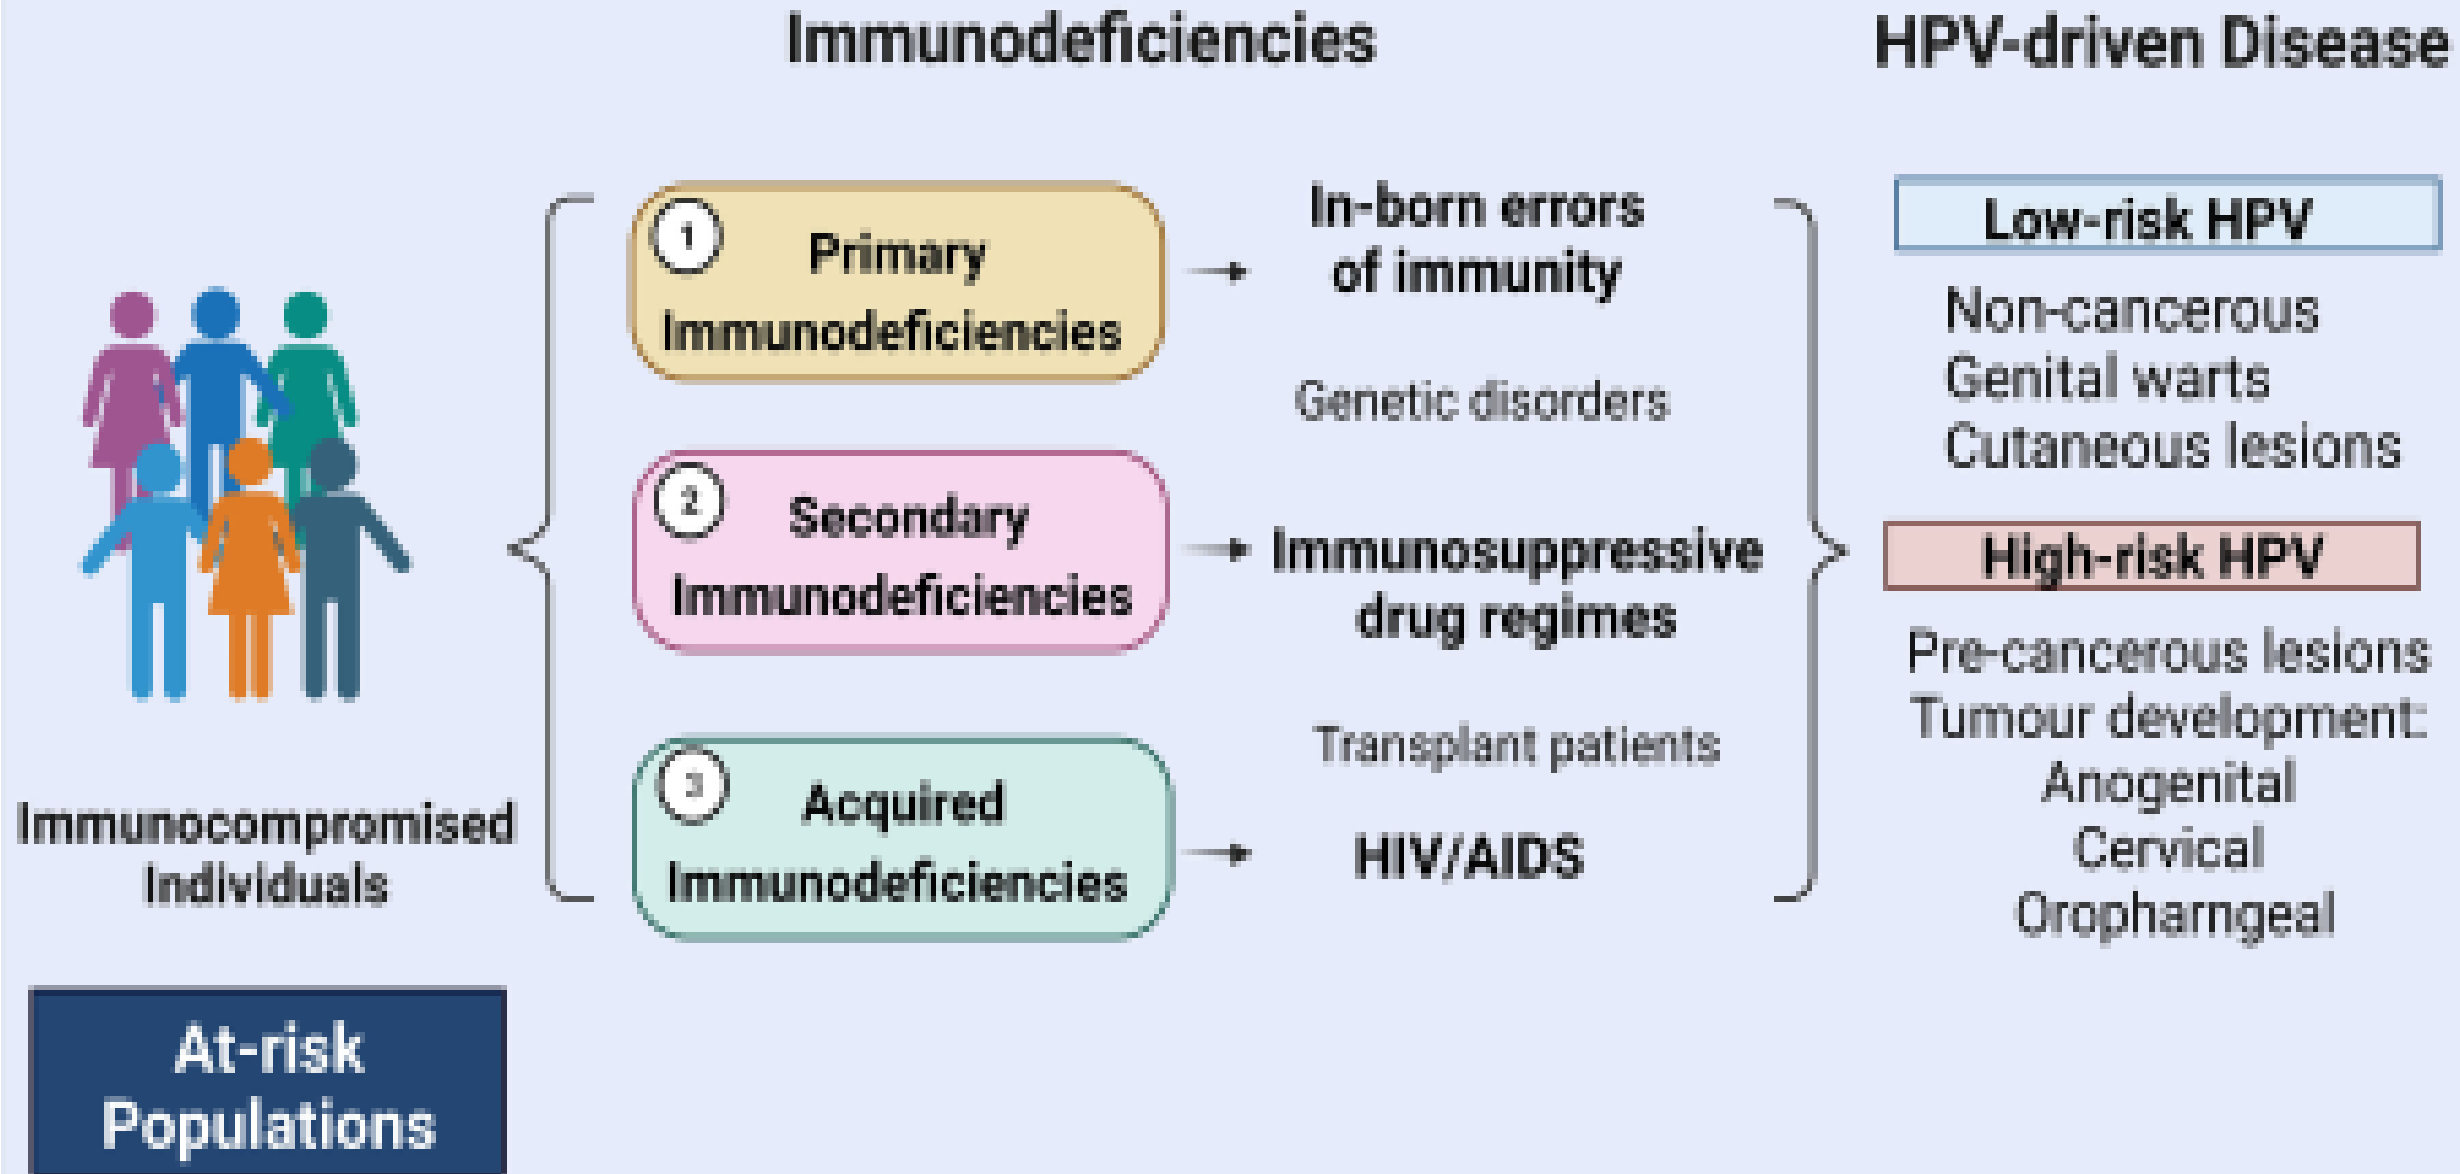 Immunodeficiencies
HPV-driven Disease
Immunocompromised
Individuals
At-risk
Populations
1
Primary
Immunodeficiencies
In-born errors
of immunity
Genetic disorders
2
Secondary
Immunodeficiencies
Immunosuppressive
drug regimes
Transplant patients
3
Acquired
Immunodeficiencies
HIV/AIDS
Low-risk HPV
Non-cancerous
Genital warts
Cutaneous lesions
High-risk HPV
Pre-cancerous lesions
Tumour development:
Anogenital
Cervical
Oropharngeal